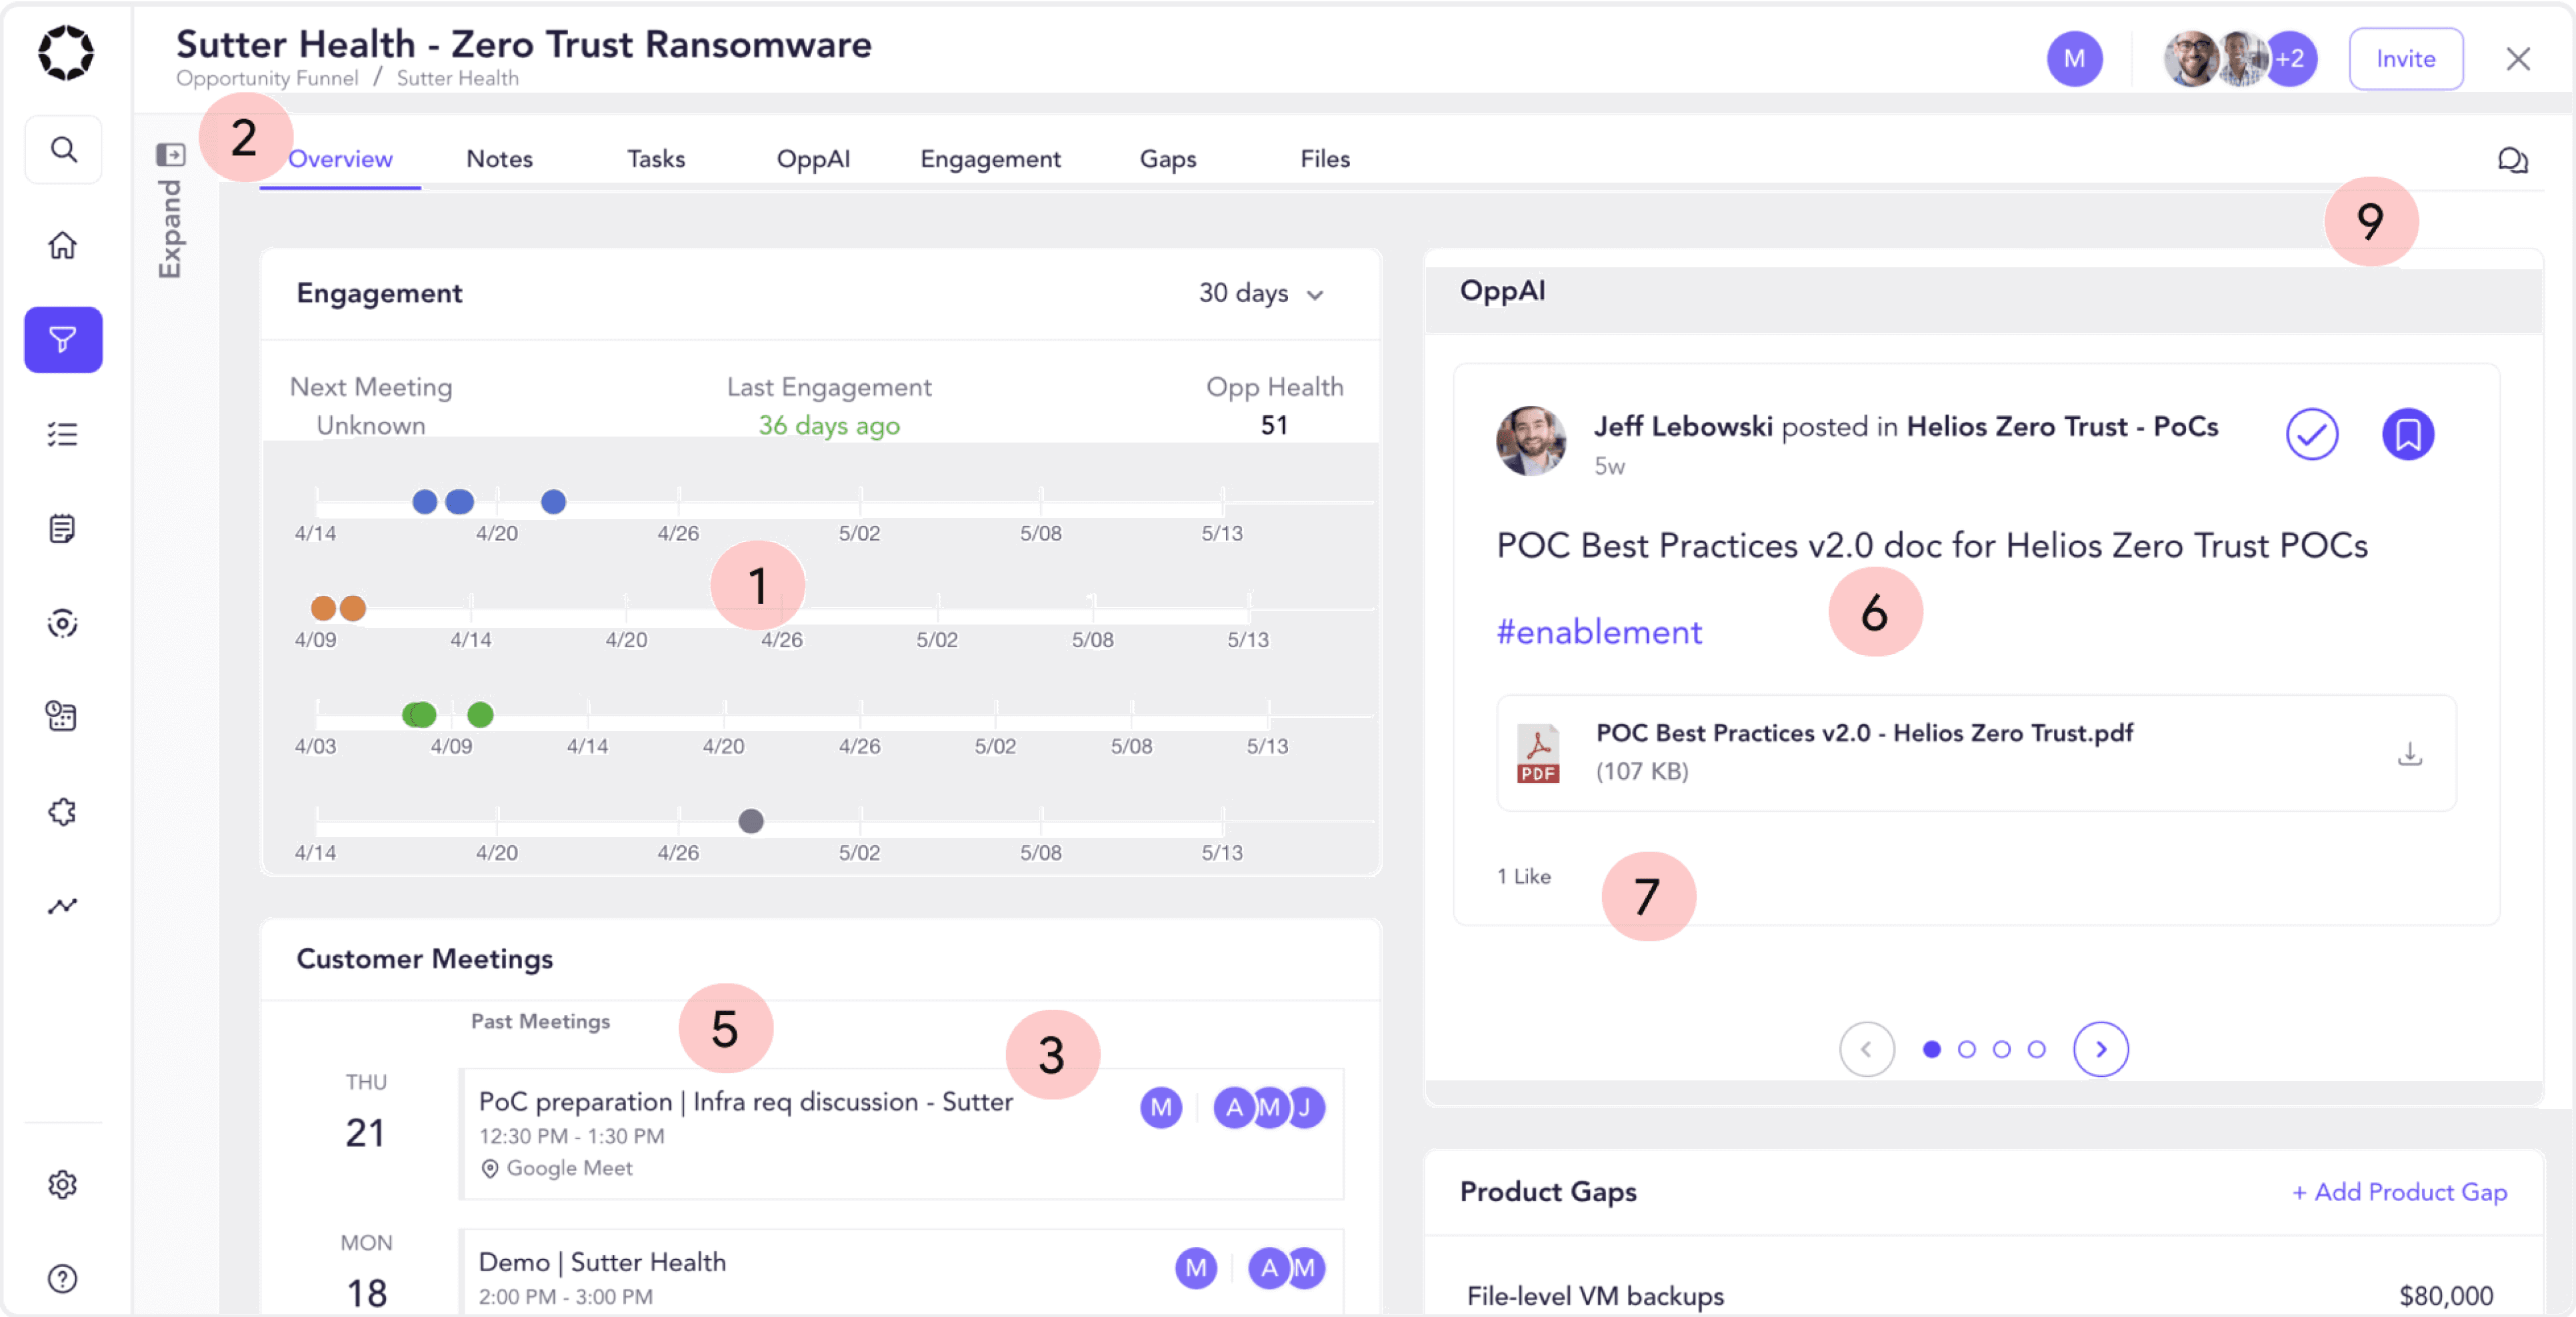 Sutter Health - Zero Trust Ransomware
Opportunity Funnel / Sutter Health
M
+2
Invite
Expand
2
Overview
Notes
Tasks
OppAI
Engagement
Gaps
Files
9
Engagement
30 days
Next Meeting
Unknown
Last Engagement
36 days ago
Opp Health
51
4/14 4/20 4/26 5/02 5/08 5/13
1
4/09 4/14 4/20 4/26 5/02 5/08 5/13
4/03 4/09 4/14 4/20 4/26 5/02 5/08 5/13
4/14 4/20 4/26 5/02 5/08 5/13
Customer Meetings
Past Meetings
5
3
THU
21
PoC preparation | Infra req discussion - Sutter
12:30 PM - 1:30 PM
Google Meet
M A M J
MON
18
Demo | Sutter Health
2:00 PM - 3:00 PM
M A M
OppAI
Jeff Lebowski posted in Helios Zero Trust - PoCs
5w
POC Best Practices v2.0 doc for Helios Zero Trust POCs
6
#enablement
PDF
POC Best Practices v2.0 - Helios Zero Trust.pdf
(107 KB)
1 Like
7
Product Gaps
+ Add Product Gap
File-level VM backups
$80,000